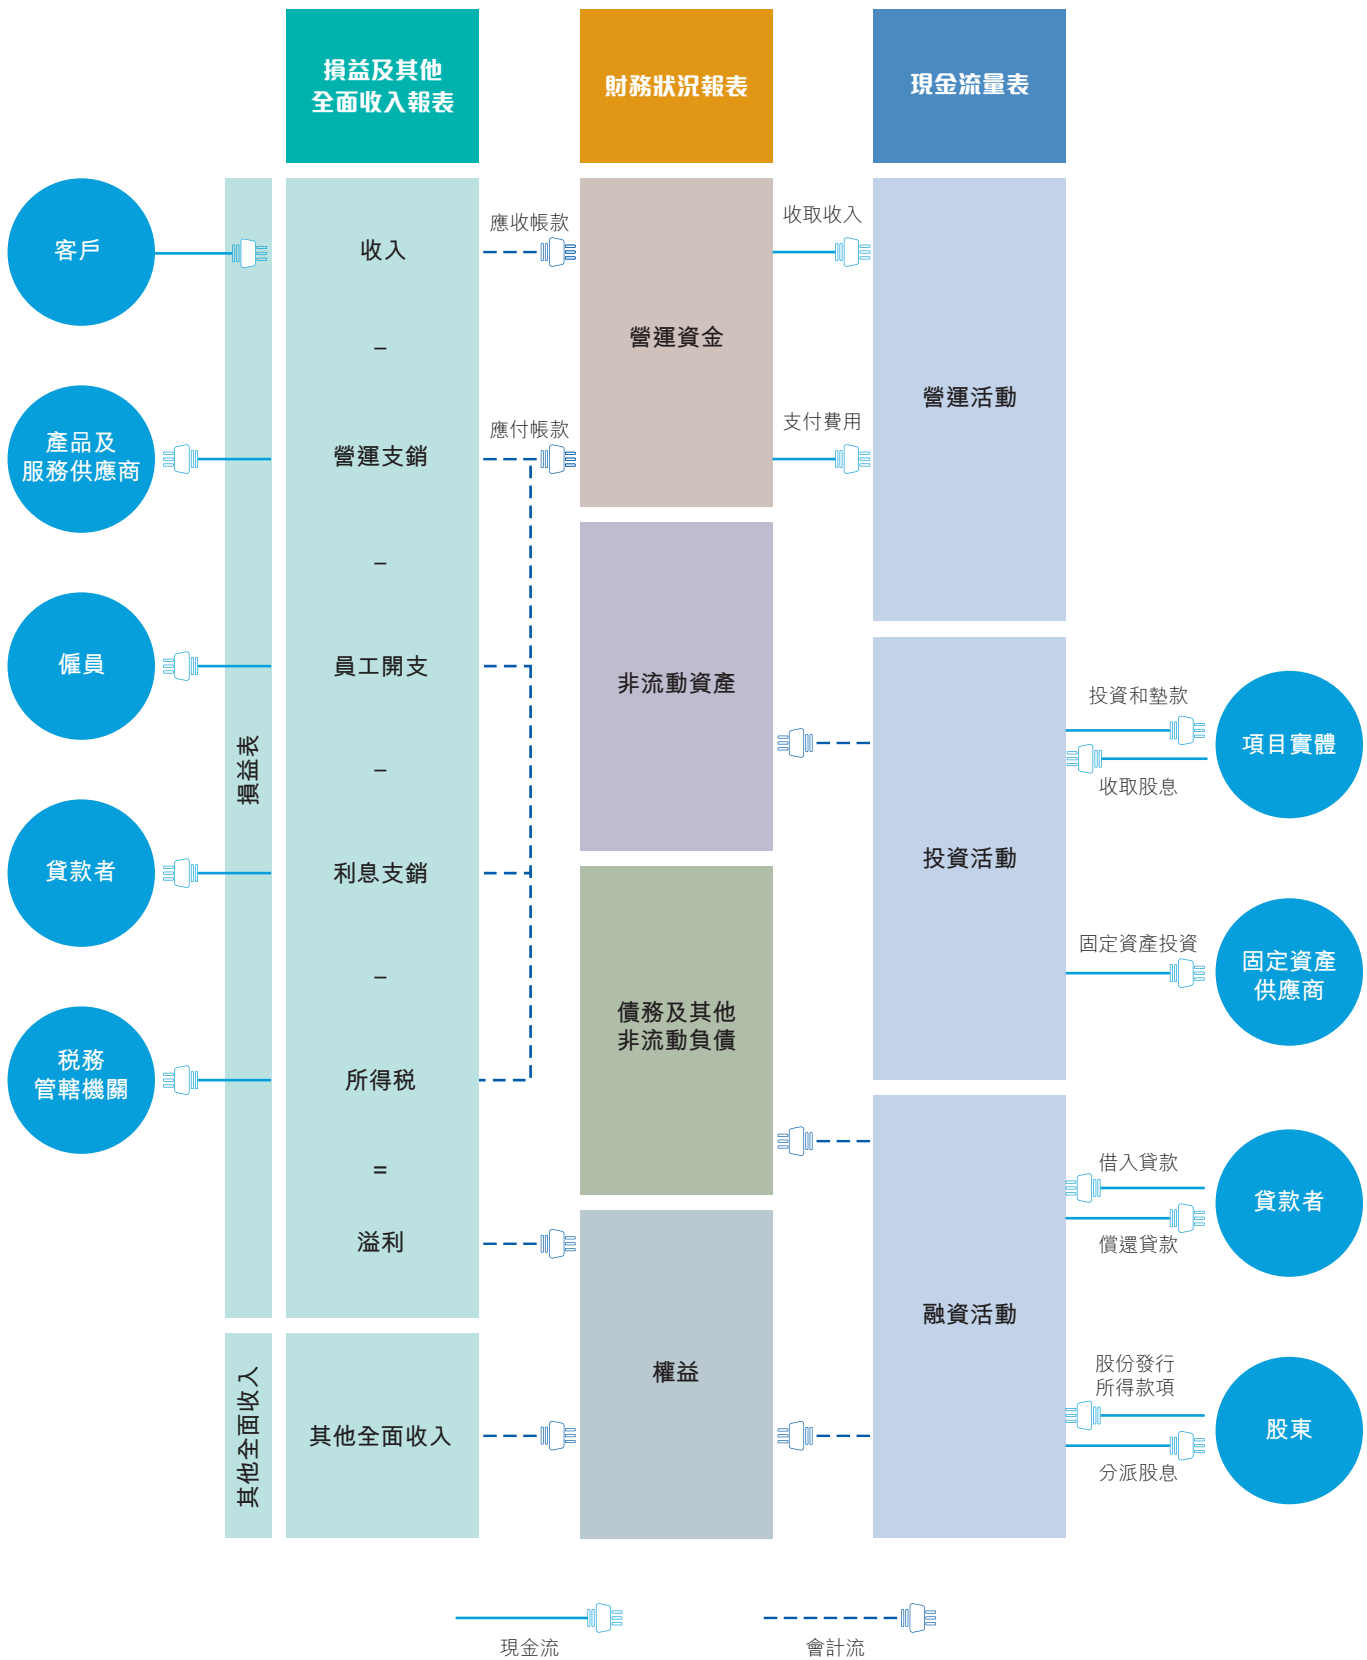 損益及其他
全面收入報表
財務狀況報表
現金流量表
客戶
產品及
服務供應商
僱員
貸款者
税務
管轄機關
損益表
其他全面收入
收入
–
營運支銷
–
員工開支
–
利息支銷
–
所得税
=
溢利
其他全面收入
應收帳款
應付帳款
營運資金
非流動資產
債務及其他
非流動負債
權益
收取收入
支付費用
營運活動
投資活動
融資活動
投資和墊款
收取股息
固定資產投資
借入貸款
償還貸款
股份發行
所得款項
分派股息
項目實體
固定資產
供應商
貸款者
股東
現金流
會計流